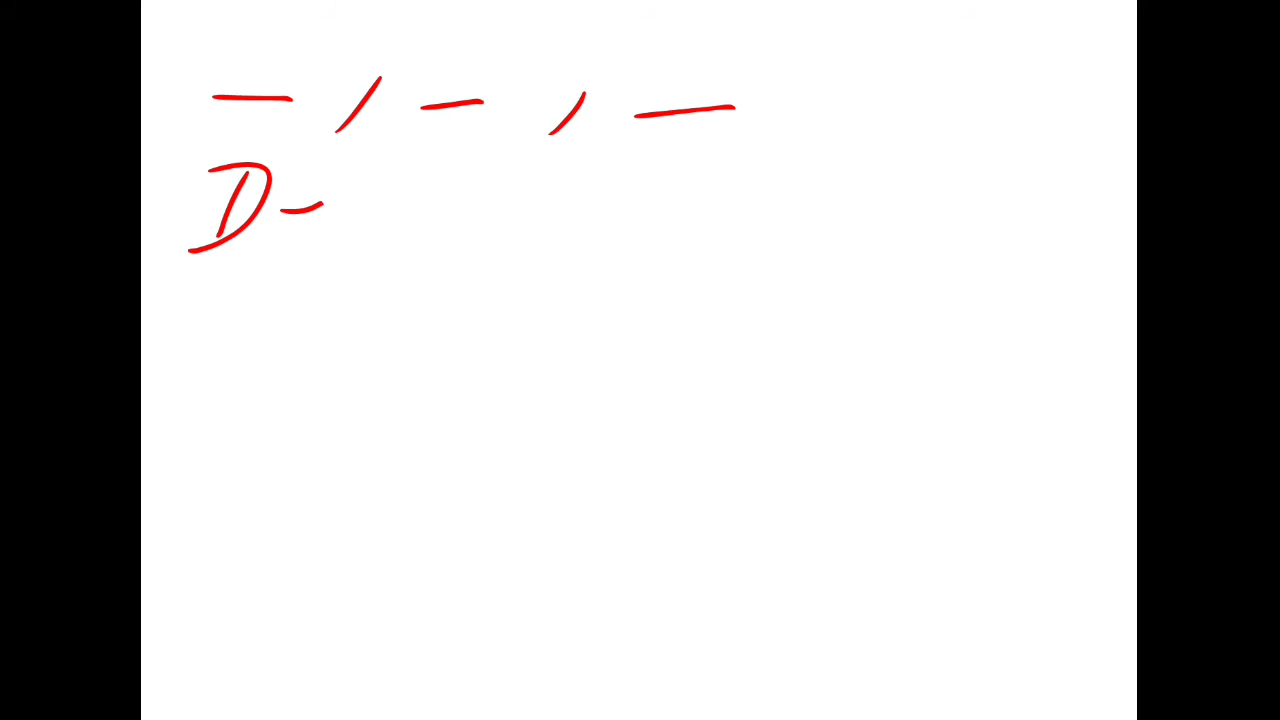 — / — / —
D-